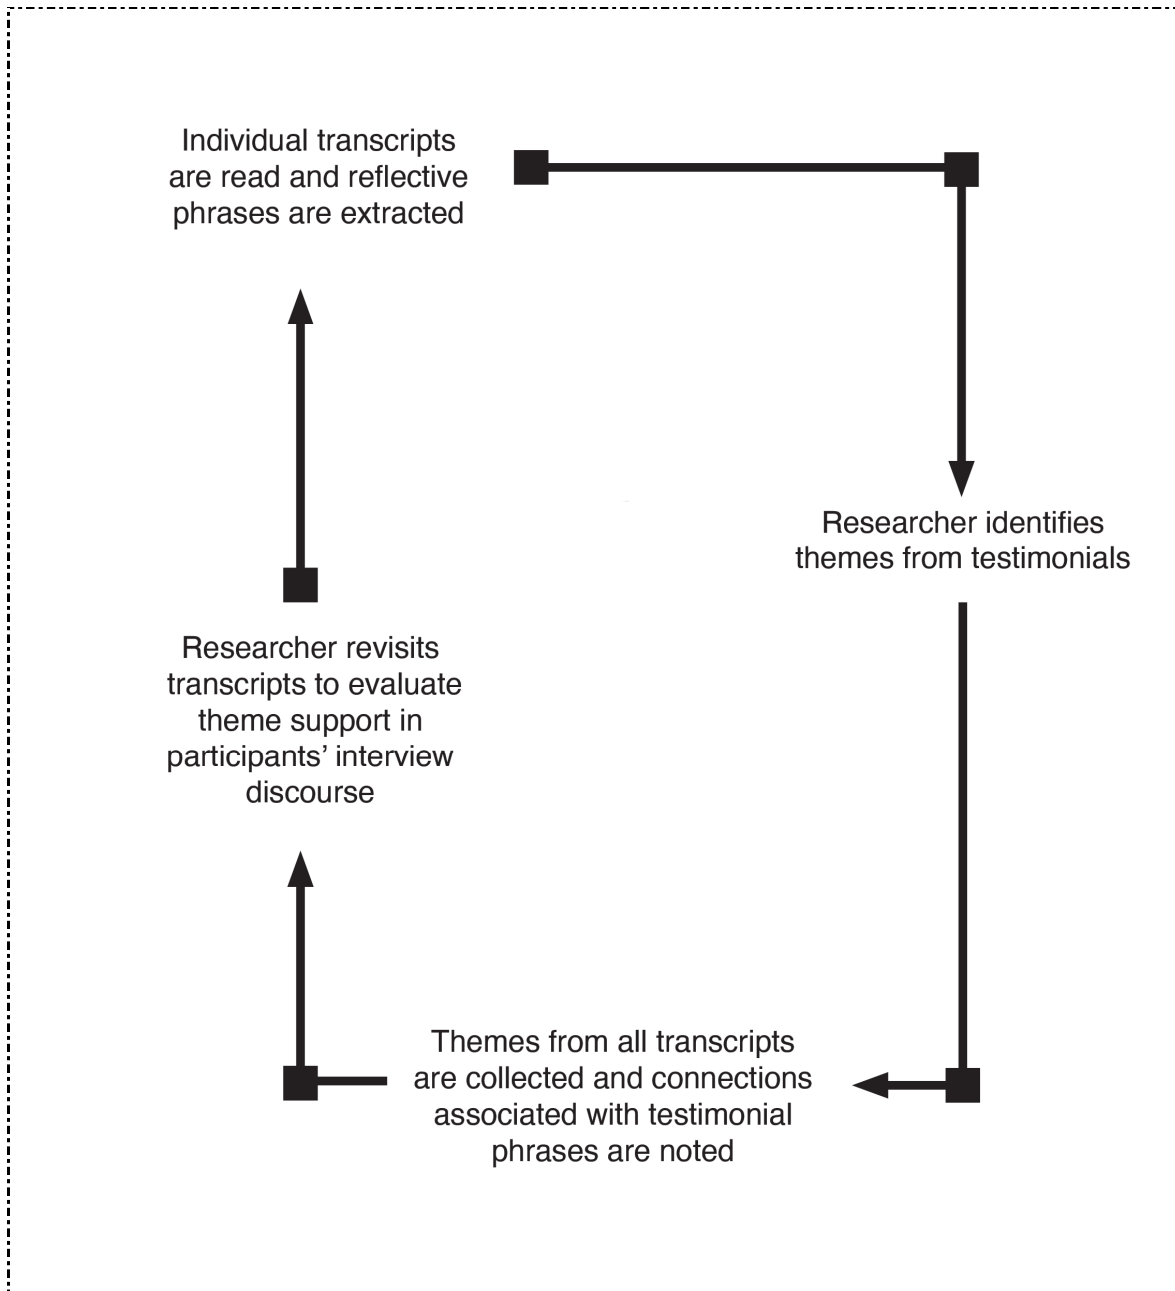 Individual transcripts
are read and reflective
phrases are extracted
Researcher identifies
themes from testimonials
Researcher revisits
transcripts to evaluate
theme support in
participants’ interview
discourse
Themes from all transcripts
are collected and connections
associated with testimonial
phrases are noted